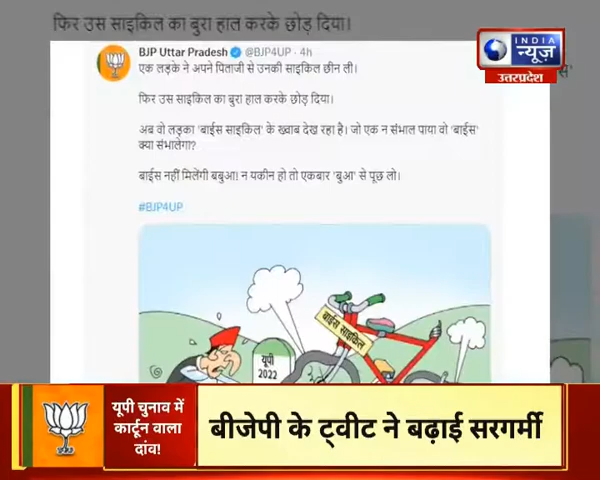 फिर उस साइकिल का बुरा हाल करके छोड़ दिया।
INDIA
न्यूज़
उत्तरप्रदेश
BJP Uttar Pradesh @BJP4UP · 4h
एक लड़के ने अपने पिताजी से उनकी साइकिल छीन ली।
फिर उस साइकिल का बुरा हाल करके छोड़ दिया।
अब वो लड़का 'बाईस साइकिल' के ख्वाब देख रहा है। जो एक न संभाल पाया वो 'बाईस'
क्या संभालेगा?
बाईस नहीं मिलेंगी बबुआ! न यकीन हो तो एकबार 'बुआ' से पूछ लो।
#BJP4UP
बाईस साइकिल
यूपी
2022
यूपी चुनाव में
कार्टून वाला
दांव!
बीजेपी के ट्वीट ने बढ़ाई सरगर्मी